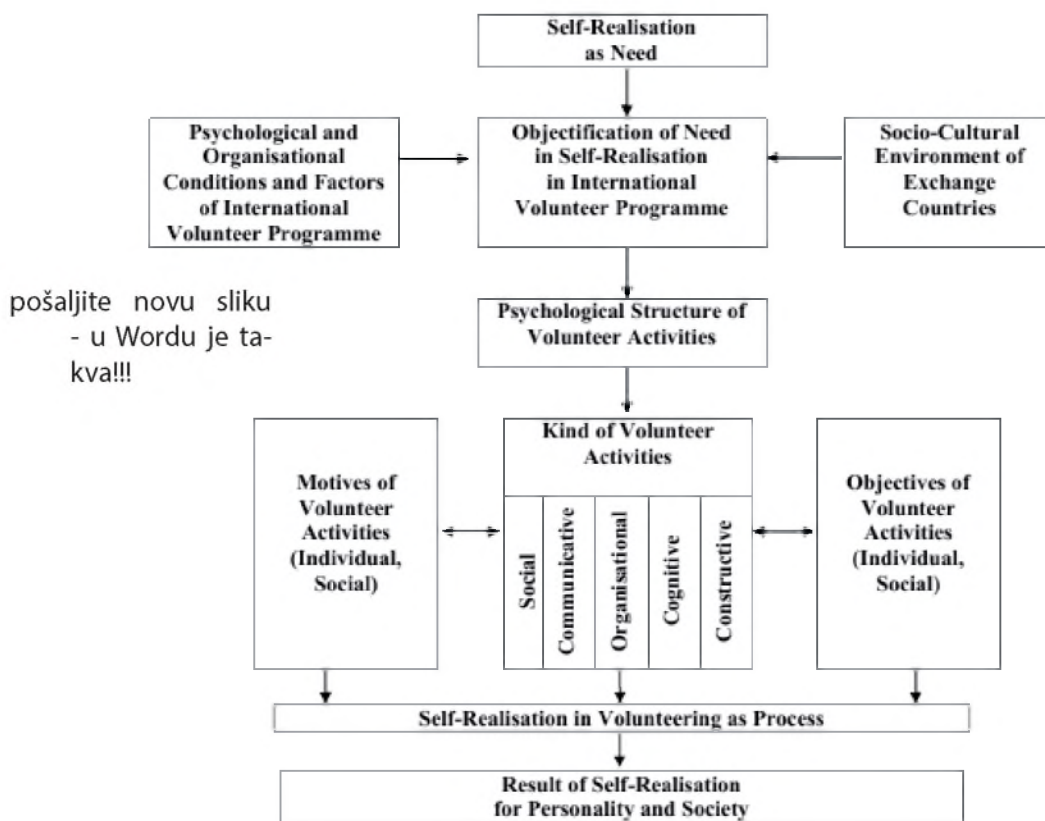 Self-Realisation
as Need
Psychological and
Organisational
Conditions and Factors
of International
Volunteer Programme
Objectification of Need
in Self-Realisation
in International
Volunteer Programme
Socio-Cultural
Environment of
Exchange
Countries
pošaljite novu sliku
- u Wordu je ta-
kva!!!
Psychological Structure of
Volunteer Activities
Motives of
Volunteer
Activities
(Individual,
Social)
Kind of Volunteer
Activities
Social
Communicative
Organisational
Cognitive
Constructive
Objectives of
Volunteer
Activities
(Individual,
Social)
Self-Realisation in Volunteering as Process
Result of Self-Realisation
for Personality and Society